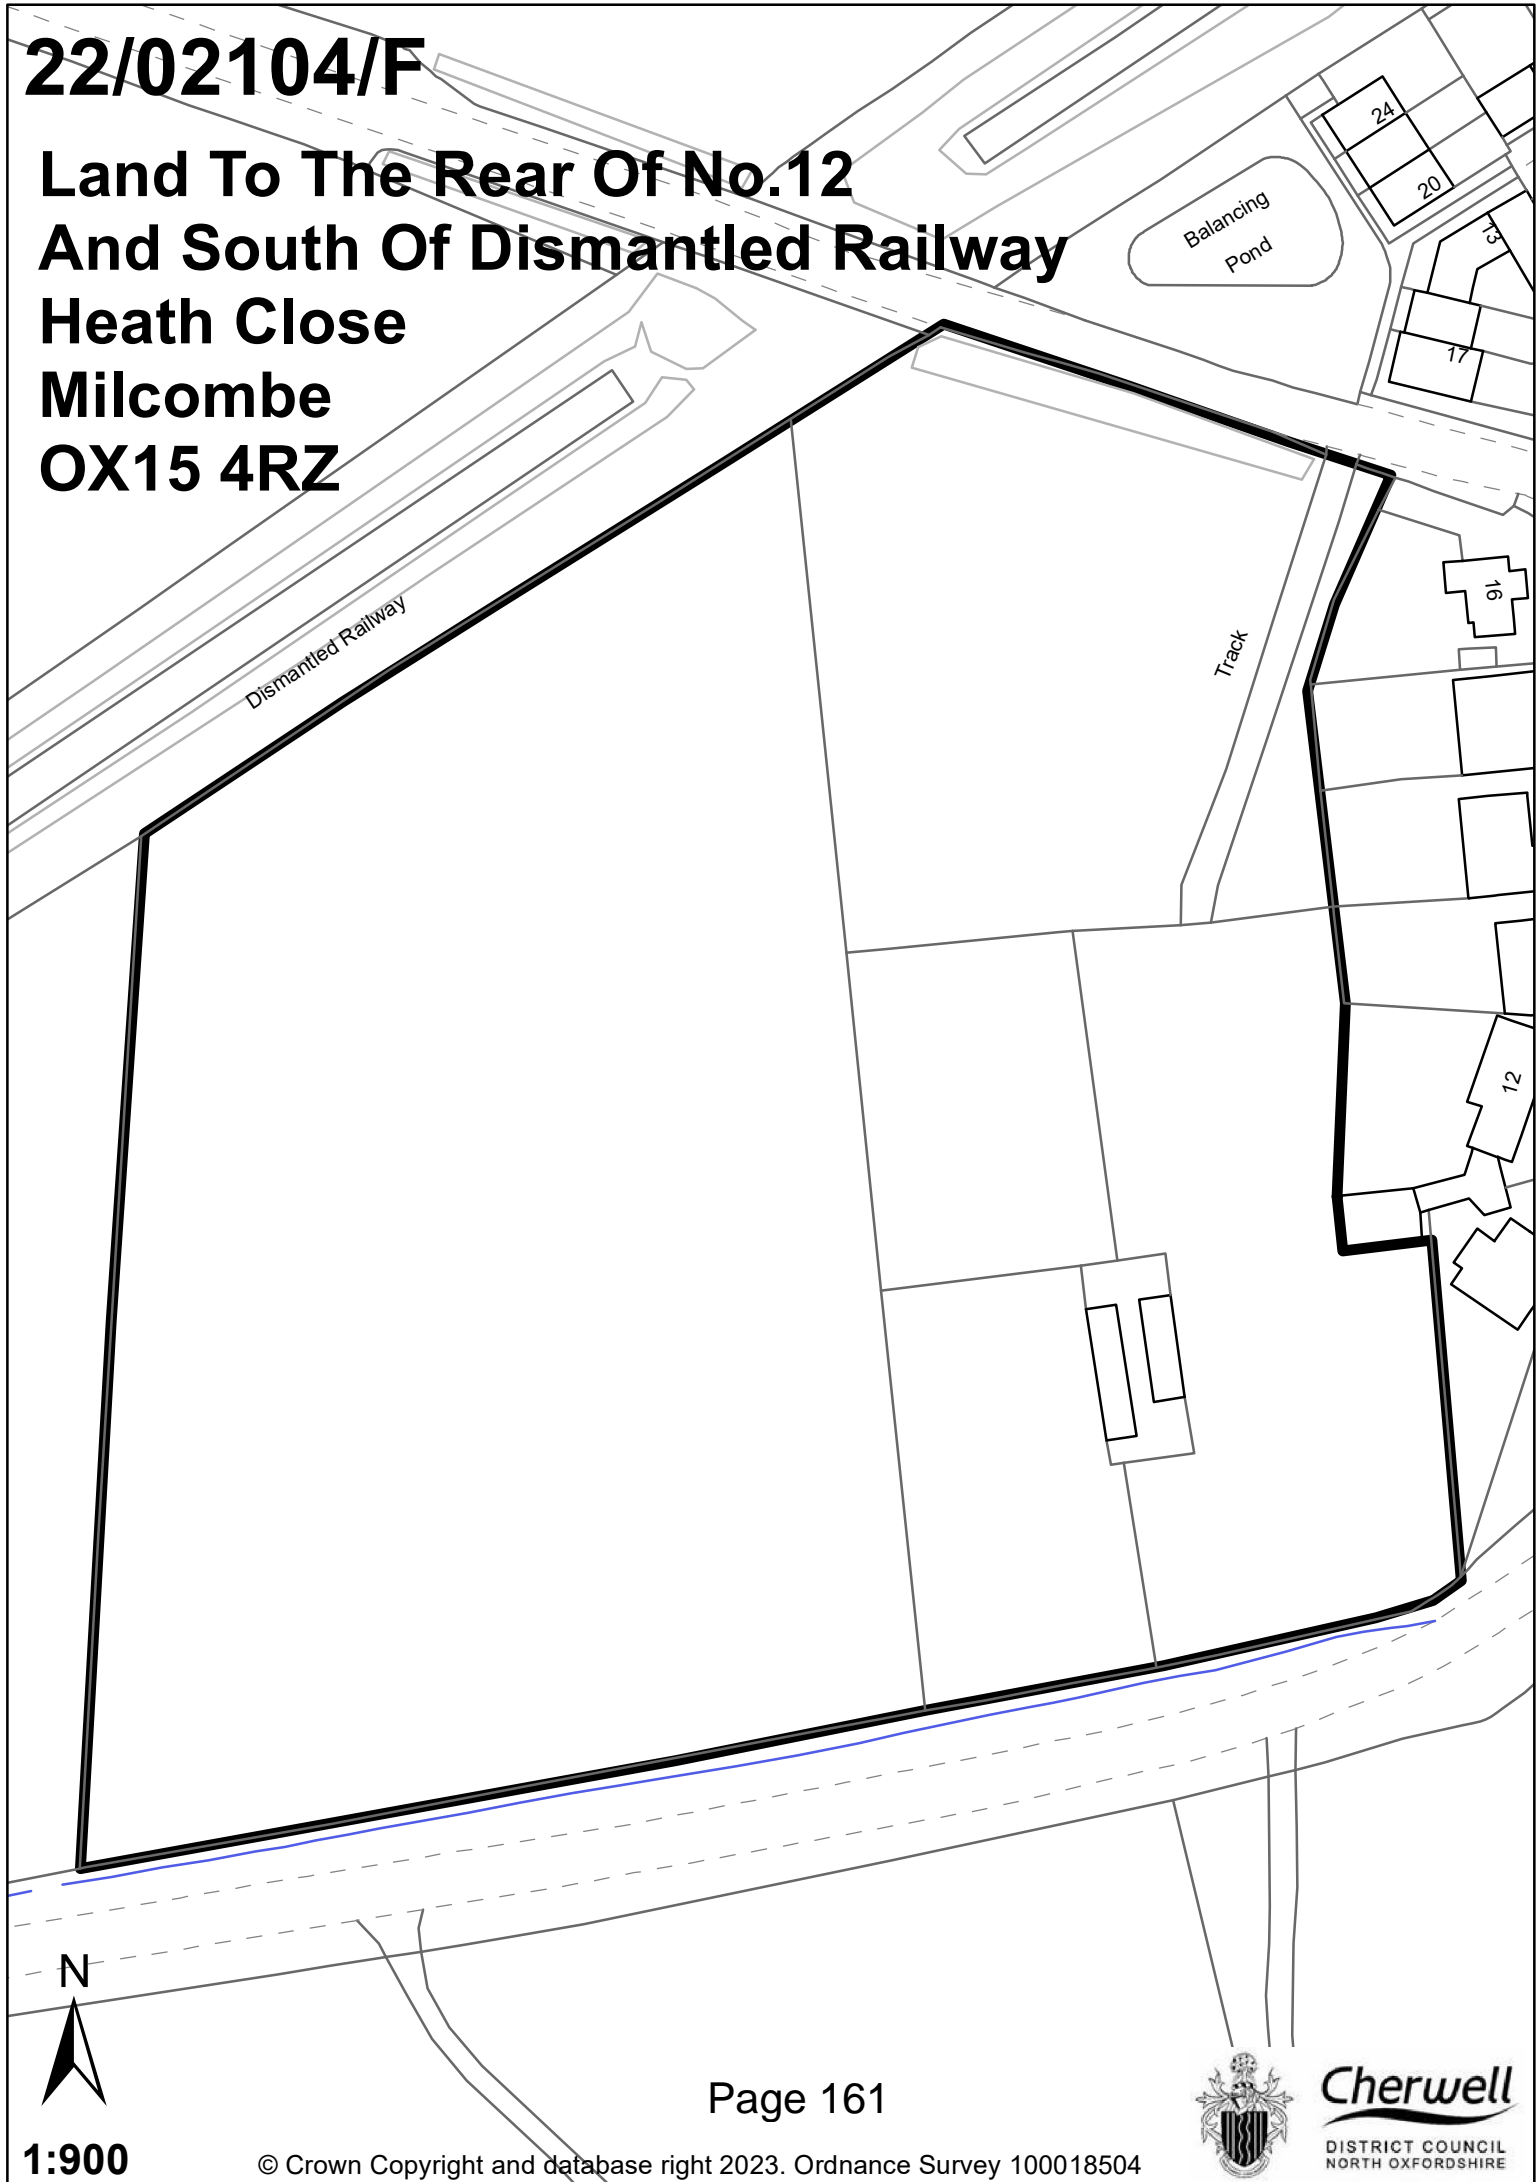 22/02104/F
Land To The Rear Of No.12
And South Of Dismantled Railway
Heath Close
Milcombe
OX15 4RZ
24
20
Balancing
Pond
13
17
16
Dismantled Railway
Track
12
N
Page 161
1:900
© Crown Copyright and database right 2023. Ordnance Survey 100018504
Cherwell
DISTRICT COUNCIL
NORTH OXFORDSHIRE